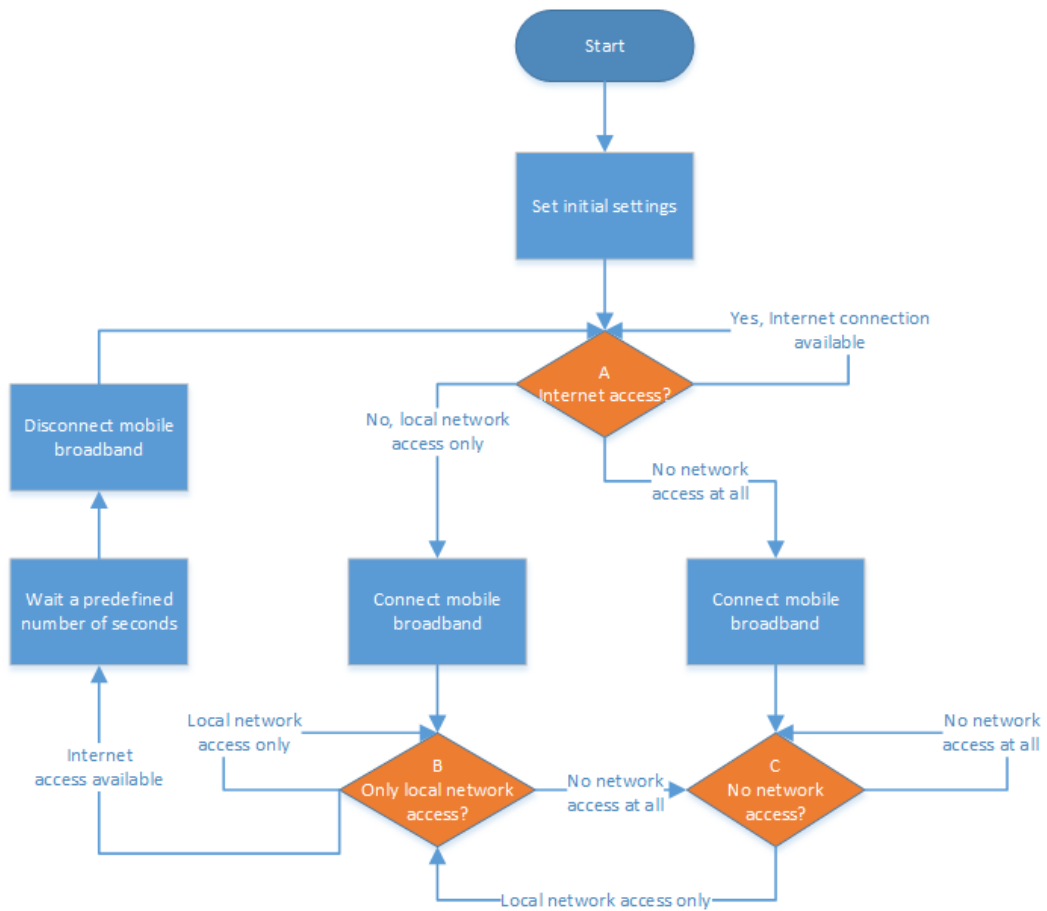 Start
Set initial settings
Yes, Internet connection
available
A
Internet access?
No, local network
access only
Disconnect mobile
broadband
No network
access at all
Wait a predefined
number of seconds
Connect mobile
broadband
Connect mobile
broadband
Local network
access only
No network
access at all
Internet
access available
B
Only local network
access?
No network
access at all
C
No network
access?
Local network access only